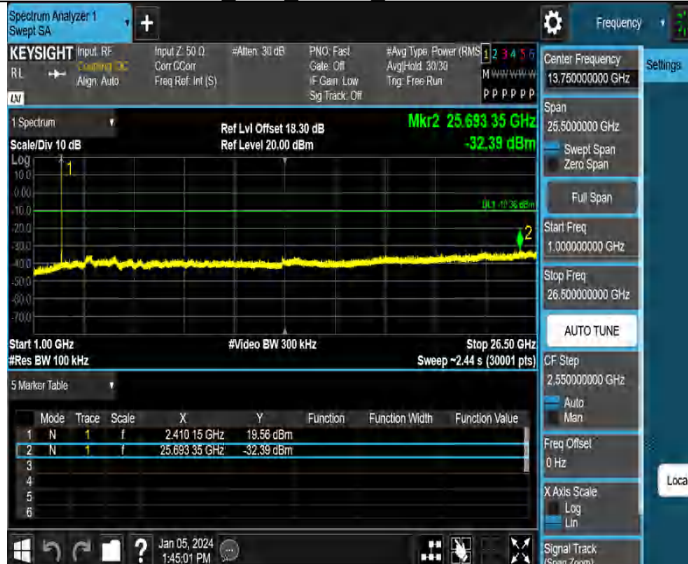 Spectrum Analyzer 1
Swept SA
+
Frequency
KEYSIGHT
RL
Input: RF
Coupling: DC
Align: Auto
Input Z: 50 Ω
Corr CCorr
Freq Ref: Int (S)
#Atten: 30 dB
PNO: Fast
Gate: Off
IF Gain: Low
Sig Track: Off
#Avg Type: Power (RMS
Avg|Hold: 30/30
Trig: Free Run
1 2 3 4 5 6
M w w w w w
P P P P P P
1 Spectrum
Scale/Div 10 dB
Ref Lvl Offset 18.30 dB
Ref Level 20.00 dBm
Mkr2 25.693 35 GHz
-32.39 dBm
Log
10.0
0.00
-10.0
-20.0
-30.0
-40.0
-50.0
-60.0
-70.0
1
2
Start 1.00 GHz
#Res BW 100 kHz
#Video BW 300 kHz
Stop 26.50 GHz
Sweep ~2.44 s (30001 pts)
5 Marker Table
Mode Trace Scale X Y Function Function Width Function Value
1 N 1 f 2.410 15 GHz 19.56 dBm
2 N 1 f 25.693 35 GHz -32.39 dBm
3
4
5
6
?
Jan 05, 2024
1:45:01 PM
Center Frequency
13.750000000 GHz
Settings
Span
25.5000000 GHz
Swept Span
Zero Span
Full Span
Start Freq
1.000000000 GHz
Stop Freq
26.500000000 GHz
AUTO TUNE
CF Step
2.550000000 GHz
Auto
Man
Freq Offset
0 Hz
X Axis Scale
Log
Lin
Signal Track
(Span Zoom)
Loca